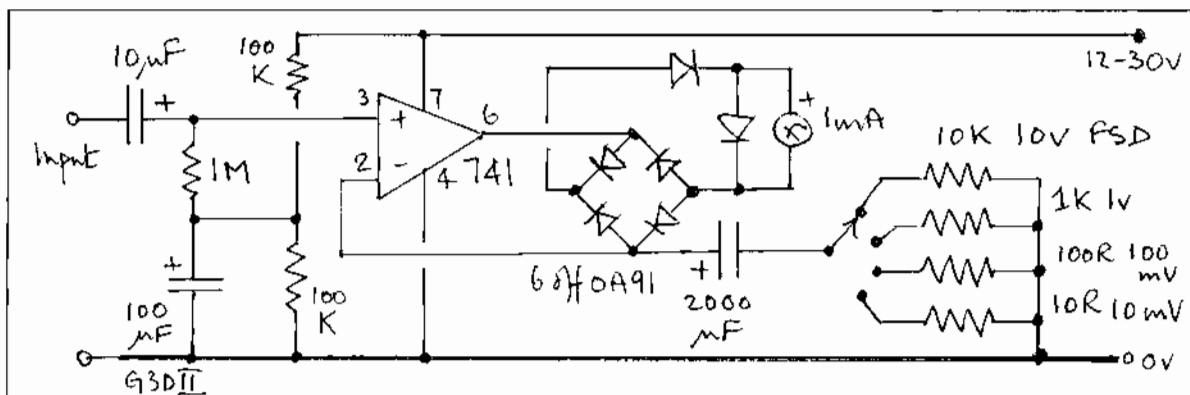 10µF
+
Input
1M
+
100
µF
100
K
100
K
3
+
2
-
7
4
741
6
6 off OA91
+
1mA
+
2000
µF
12-30v
10K 10v FSD
1K 1v
100R 100
mV
10R 10mV
0v
G3DII